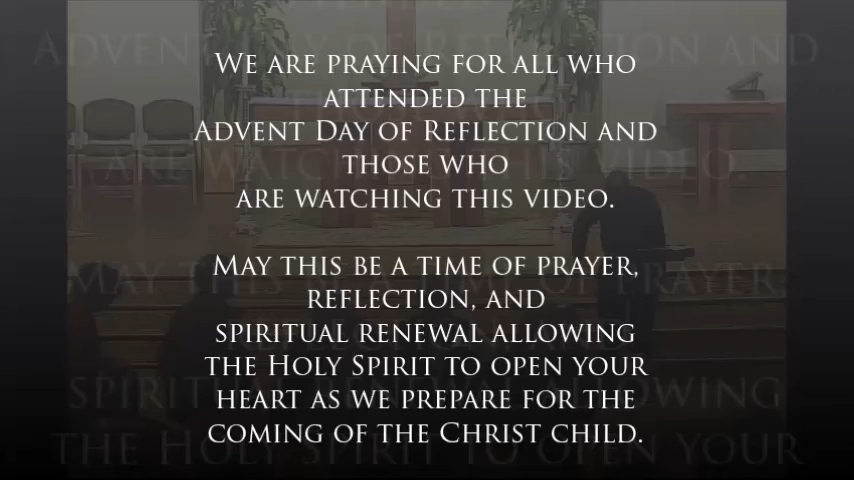 We are praying for all who
attended the
Advent Day of Reflection and
those who
are watching this video.
May this be a time of prayer,
reflection, and
spiritual renewal allowing
the Holy Spirit to open your
heart as we prepare for the
coming of the Christ child.